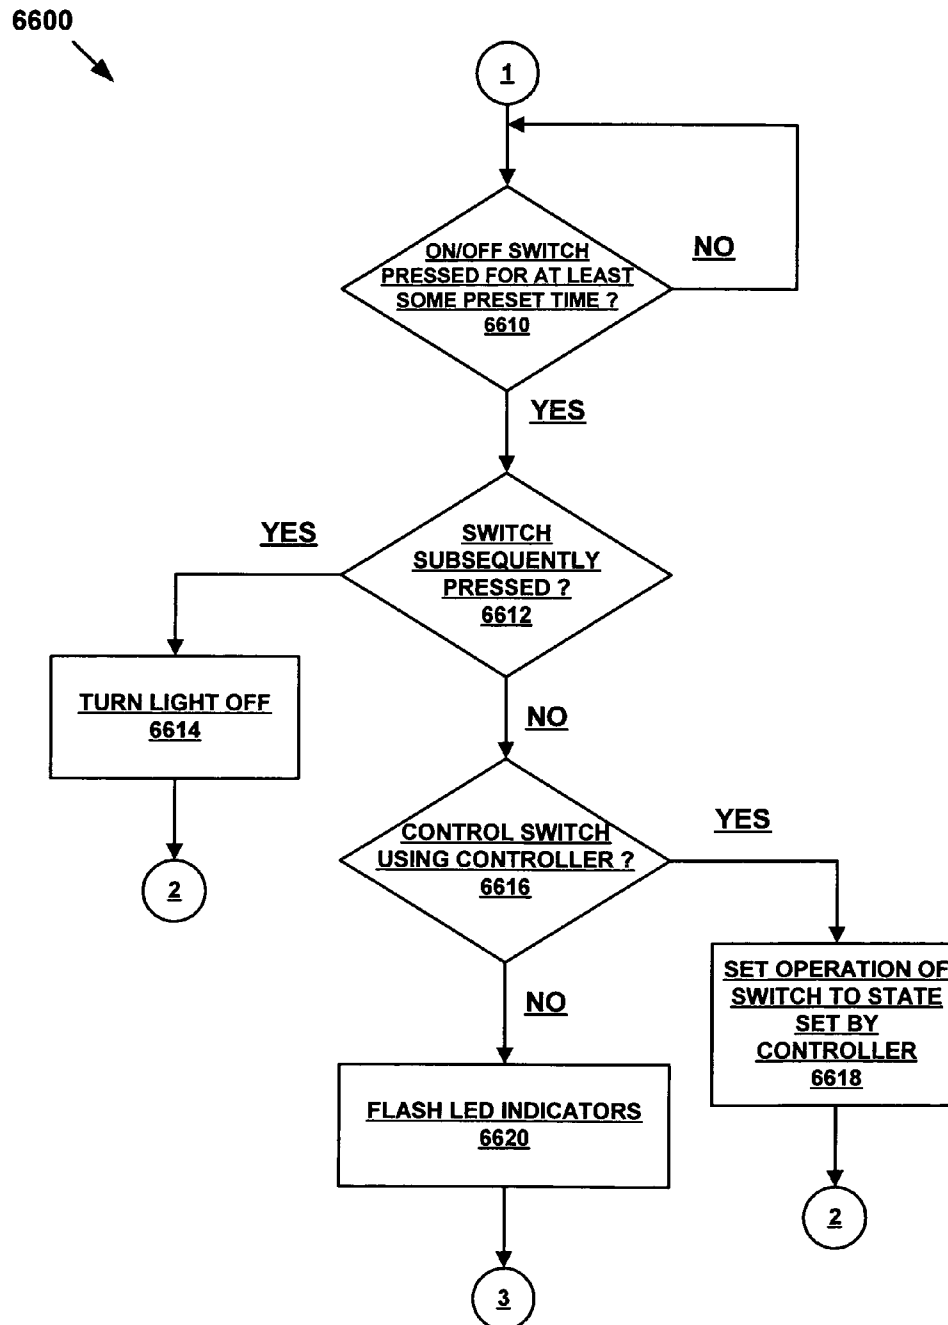 6600
1
ON/OFF SWITCH
PRESSED FOR AT LEAST
SOME PRESET TIME ?
6610
NO
YES
SWITCH
SUBSEQUENTLY
PRESSED ?
6612
YES
TURN LIGHT OFF
6614
2
NO
CONTROL SWITCH
USING CONTROLLER ?
6616
YES
SET OPERATION OF
SWITCH TO STATE
SET BY
CONTROLLER
6618
2
NO
FLASH LED INDICATORS
6620
3